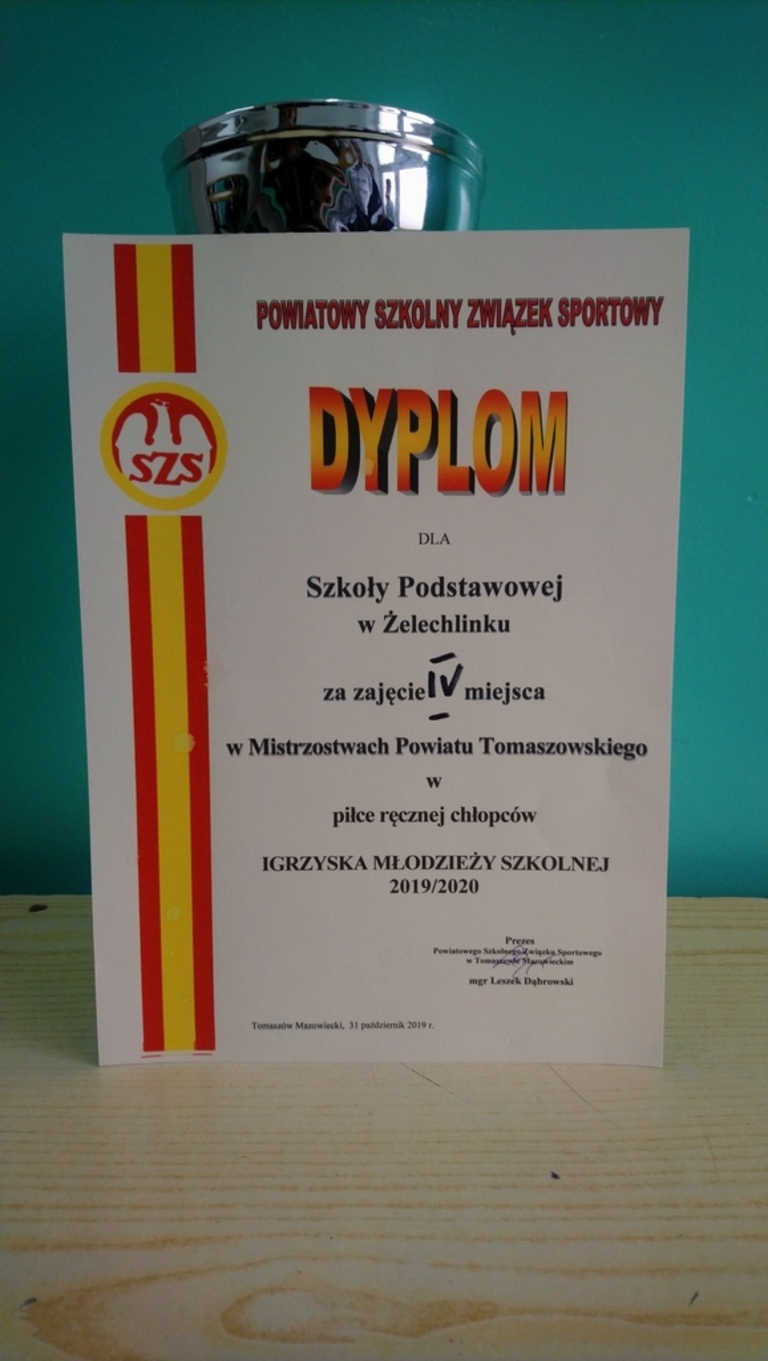 POWIATOWY SZKOLNY ZWIĄZEK SPORTOWY
SZS
DYPLOM
DLA
Szkoły Podstawowej
w Żelechlinku
za zajęcie IV miejsca
w Mistrzostwach Powiatu Tomaszowskiego
w
piłce ręcznej chłopców
IGRZYSKA MŁODZIEŻY SZKOLNEJ
2019/2020
Prezes
Powiatowego Szkolnego Związku Sportowego
w Tomaszowie Mazowieckim
mgr Leszek Dąbrowski
Tomaszów Mazowiecki, 31 październik 2019 r.